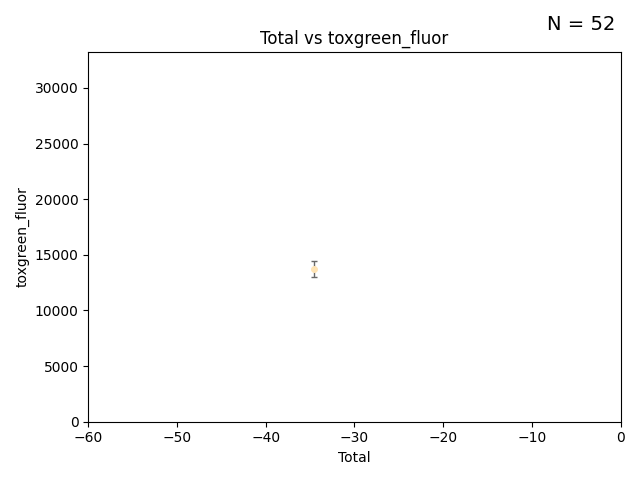 N = 52
Total vs toxgreen_fluor
30000
25000
20000
15000
10000
5000
0
toxgreen_fluor
−60 −50 −40 −30 −20 −10 0
Total